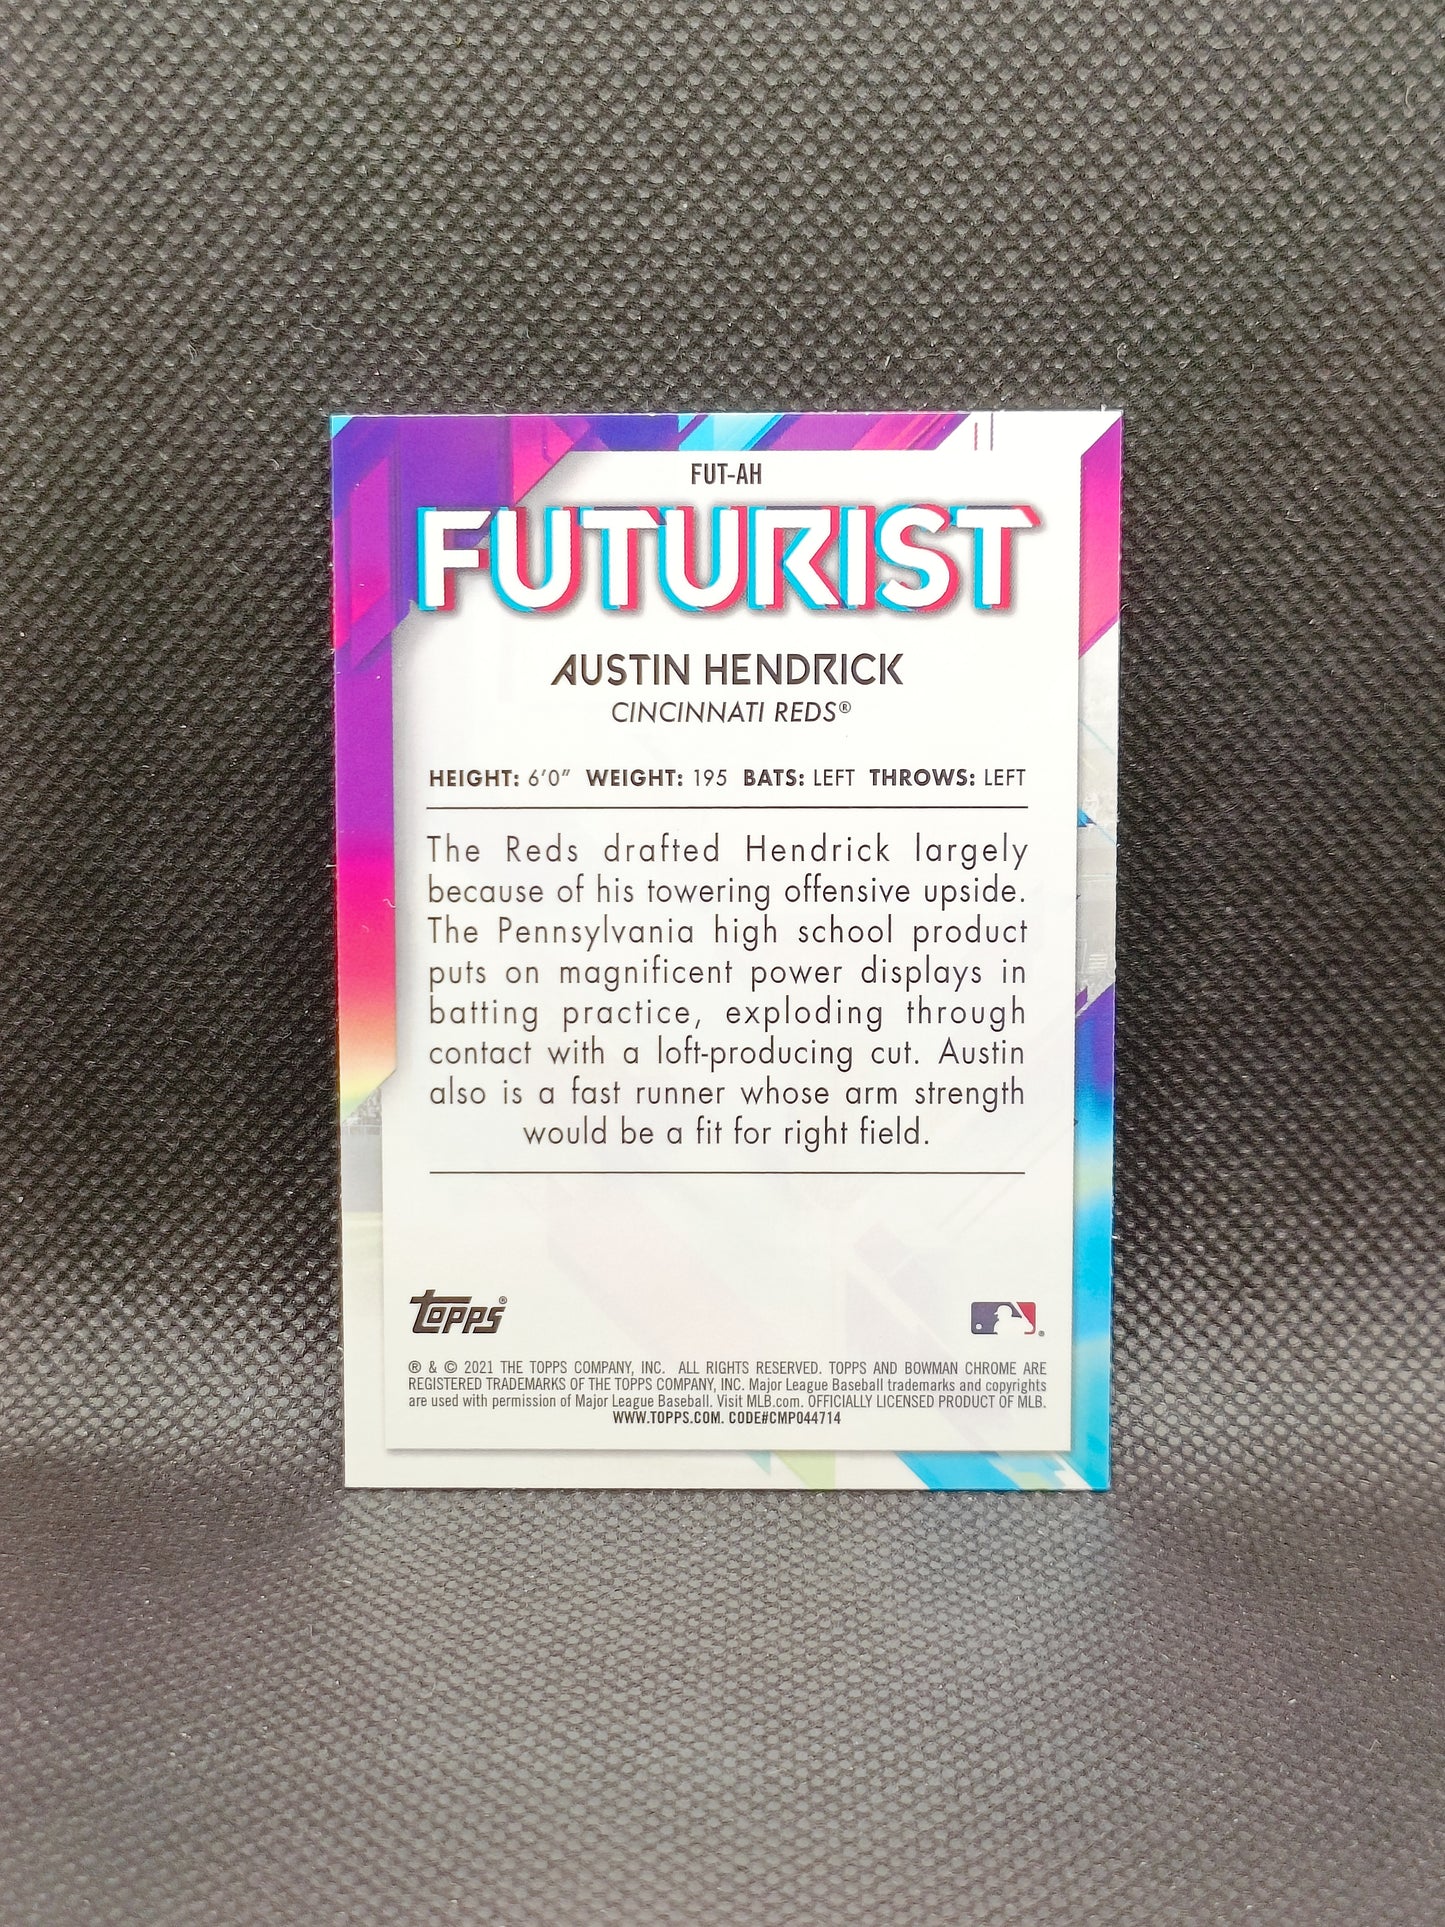 FUT-AH
FUTURIST
AUSTIN HENDRICK
CINCINNATI REDS®
HEIGHT: 6'0" WEIGHT: 195 BATS: LEFT THROWS: LEFT
The Reds drafted Hendrick largely
because of his towering offensive upside.
The Pennsylvania high school product
puts on magnificent power displays in
batting practice, exploding through
contact with a loft-producing cut. Austin
also is a fast runner whose arm strength
would be a fit for right field.
TOPPS®
®
® & © 2021 THE TOPPS COMPANY, INC. ALL RIGHTS RESERVED. TOPPS AND BOWMAN CHROME ARE
REGISTERED TRADEMARKS OF THE TOPPS COMPANY, INC. Major League Baseball trademarks and copyrights
are used with permission of Major League Baseball. Visit MLB.com. OFFICIALLY LICENSED PRODUCT OF MLB.
WWW.TOPPS.COM. CODE#CMP044714